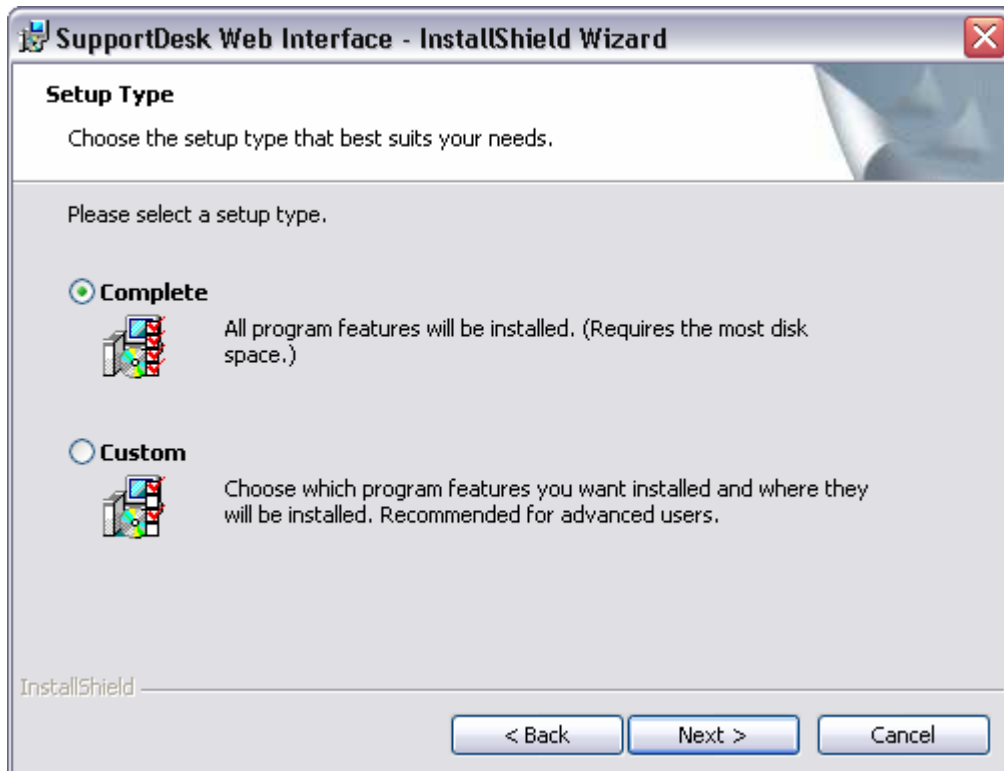 SupportDesk Web Interface - InstallShield Wizard
Setup Type
Choose the setup type that best suits your needs.
Please select a setup type.
Complete
All program features will be installed. (Requires the most disk
space.)
Custom
Choose which program features you want installed and where they
will be installed. Recommended for advanced users.
InstallShield
< Back
Next >
Cancel